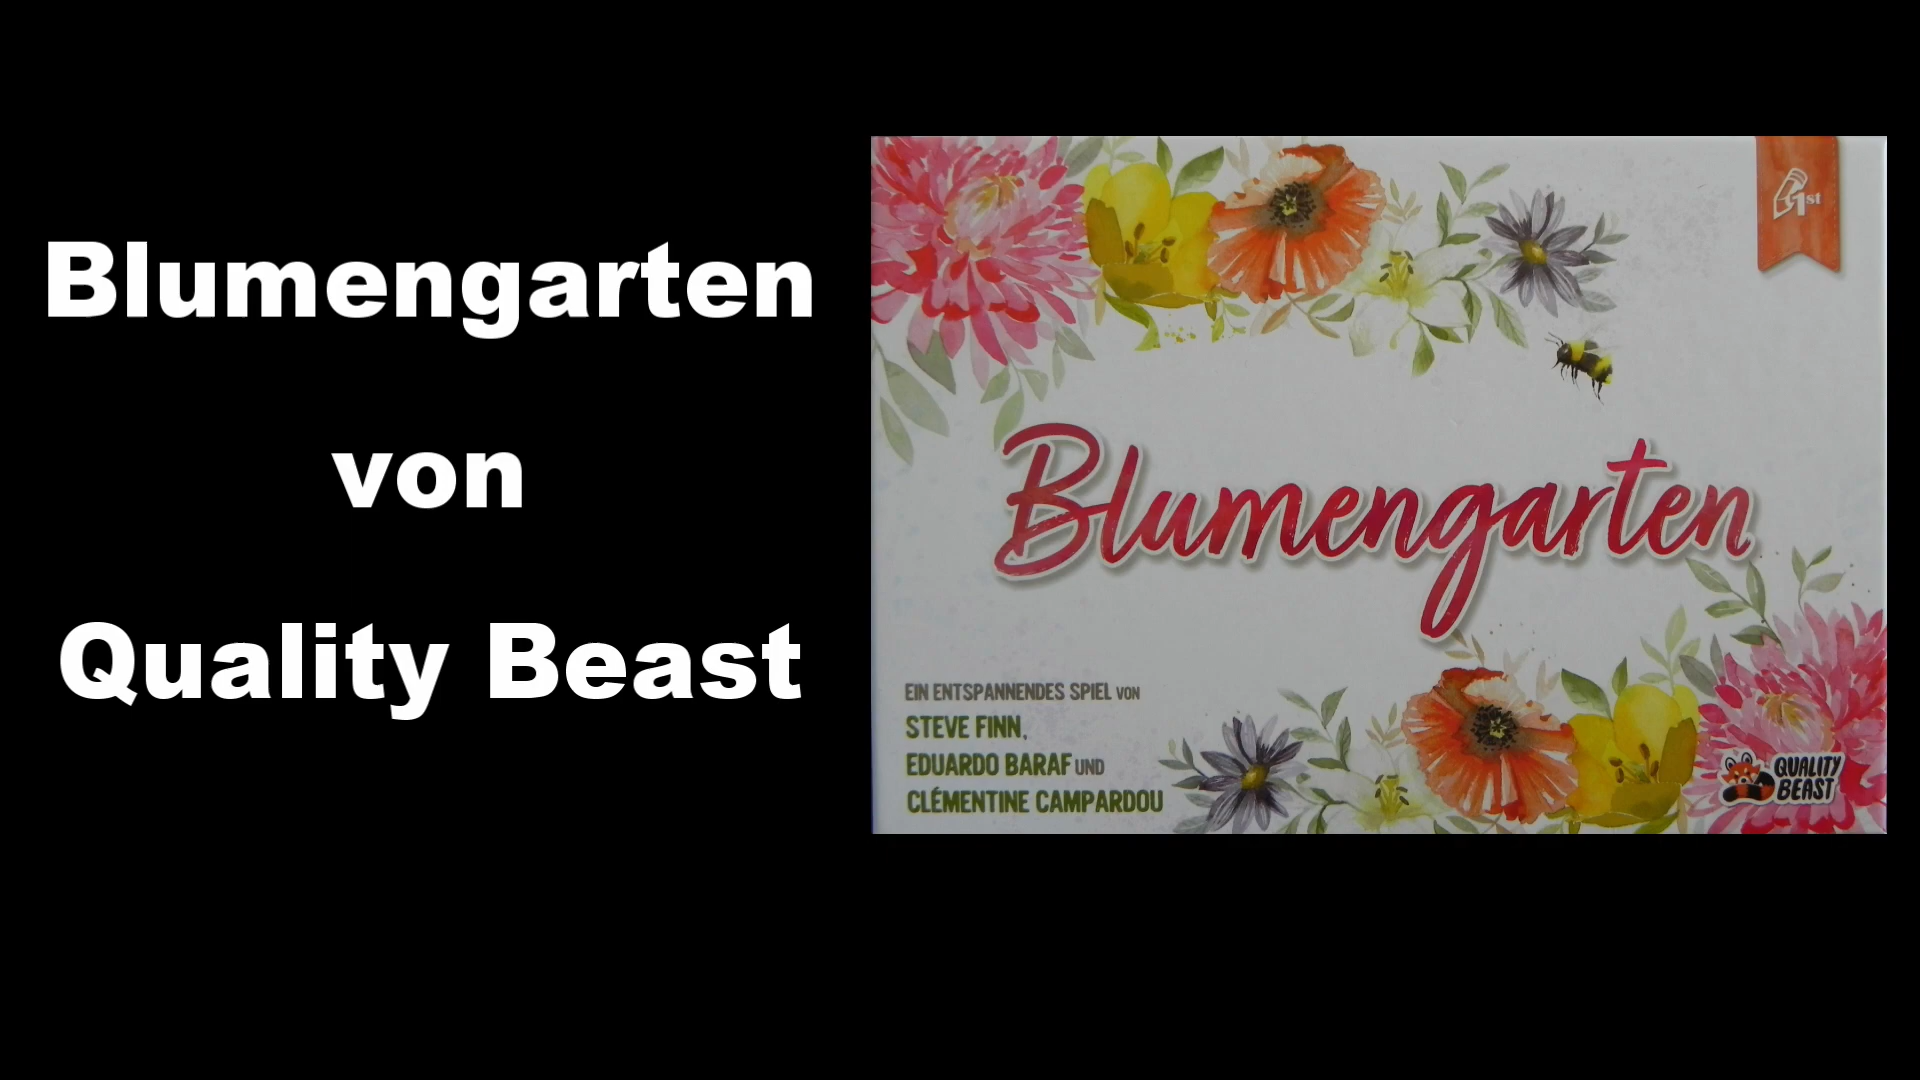 Blumengarten
von
Quality Beast
1st
Blumengarten
EIN ENTSPANNENDES SPIEL VON
STEVE FINN,
EDUARDO BARAF UND
CLÉMENTINE CAMPARDOU
QUALITY
BEAST